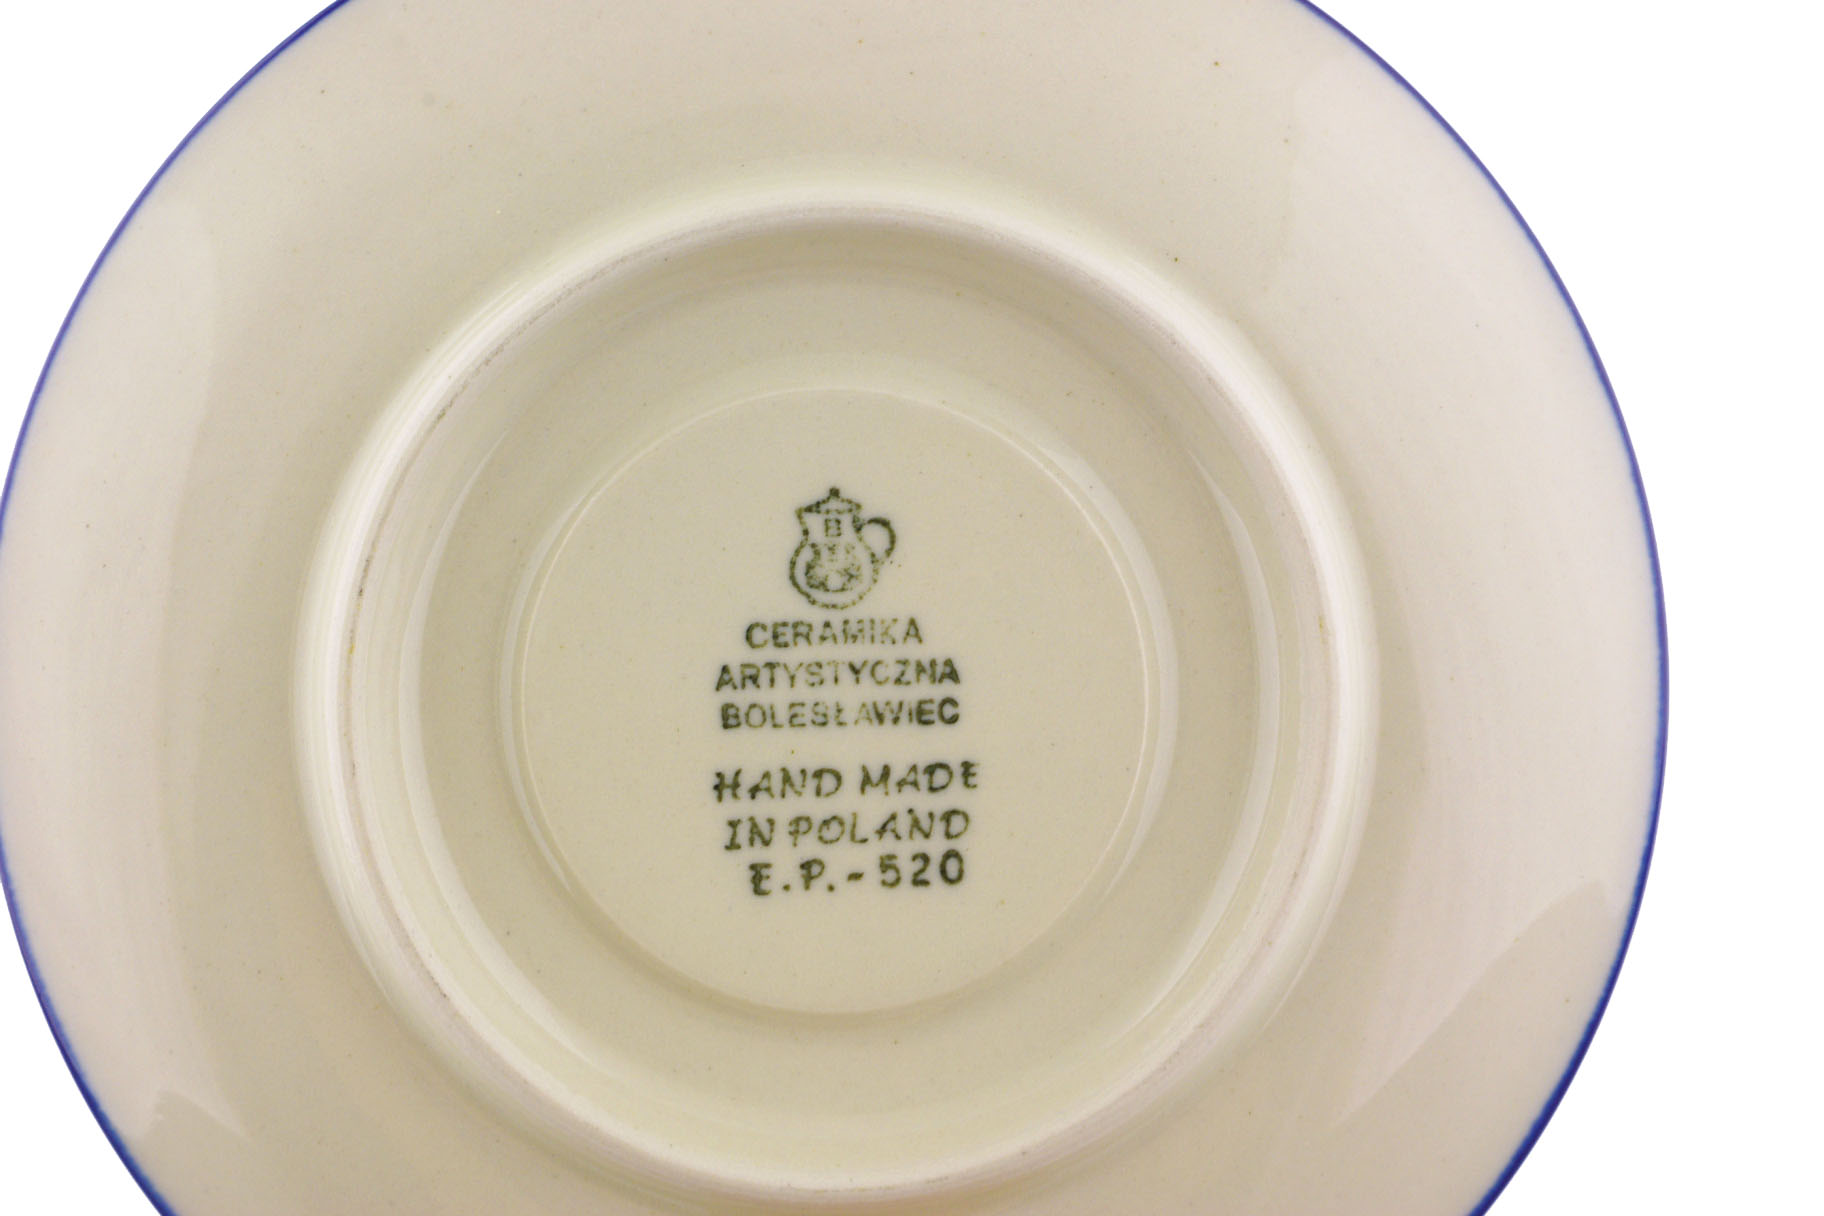 B
CERAMIKA
ARTYSTYCZNA
BOLESŁAWIEC
HAND MADE
IN POLAND
E.P.-520